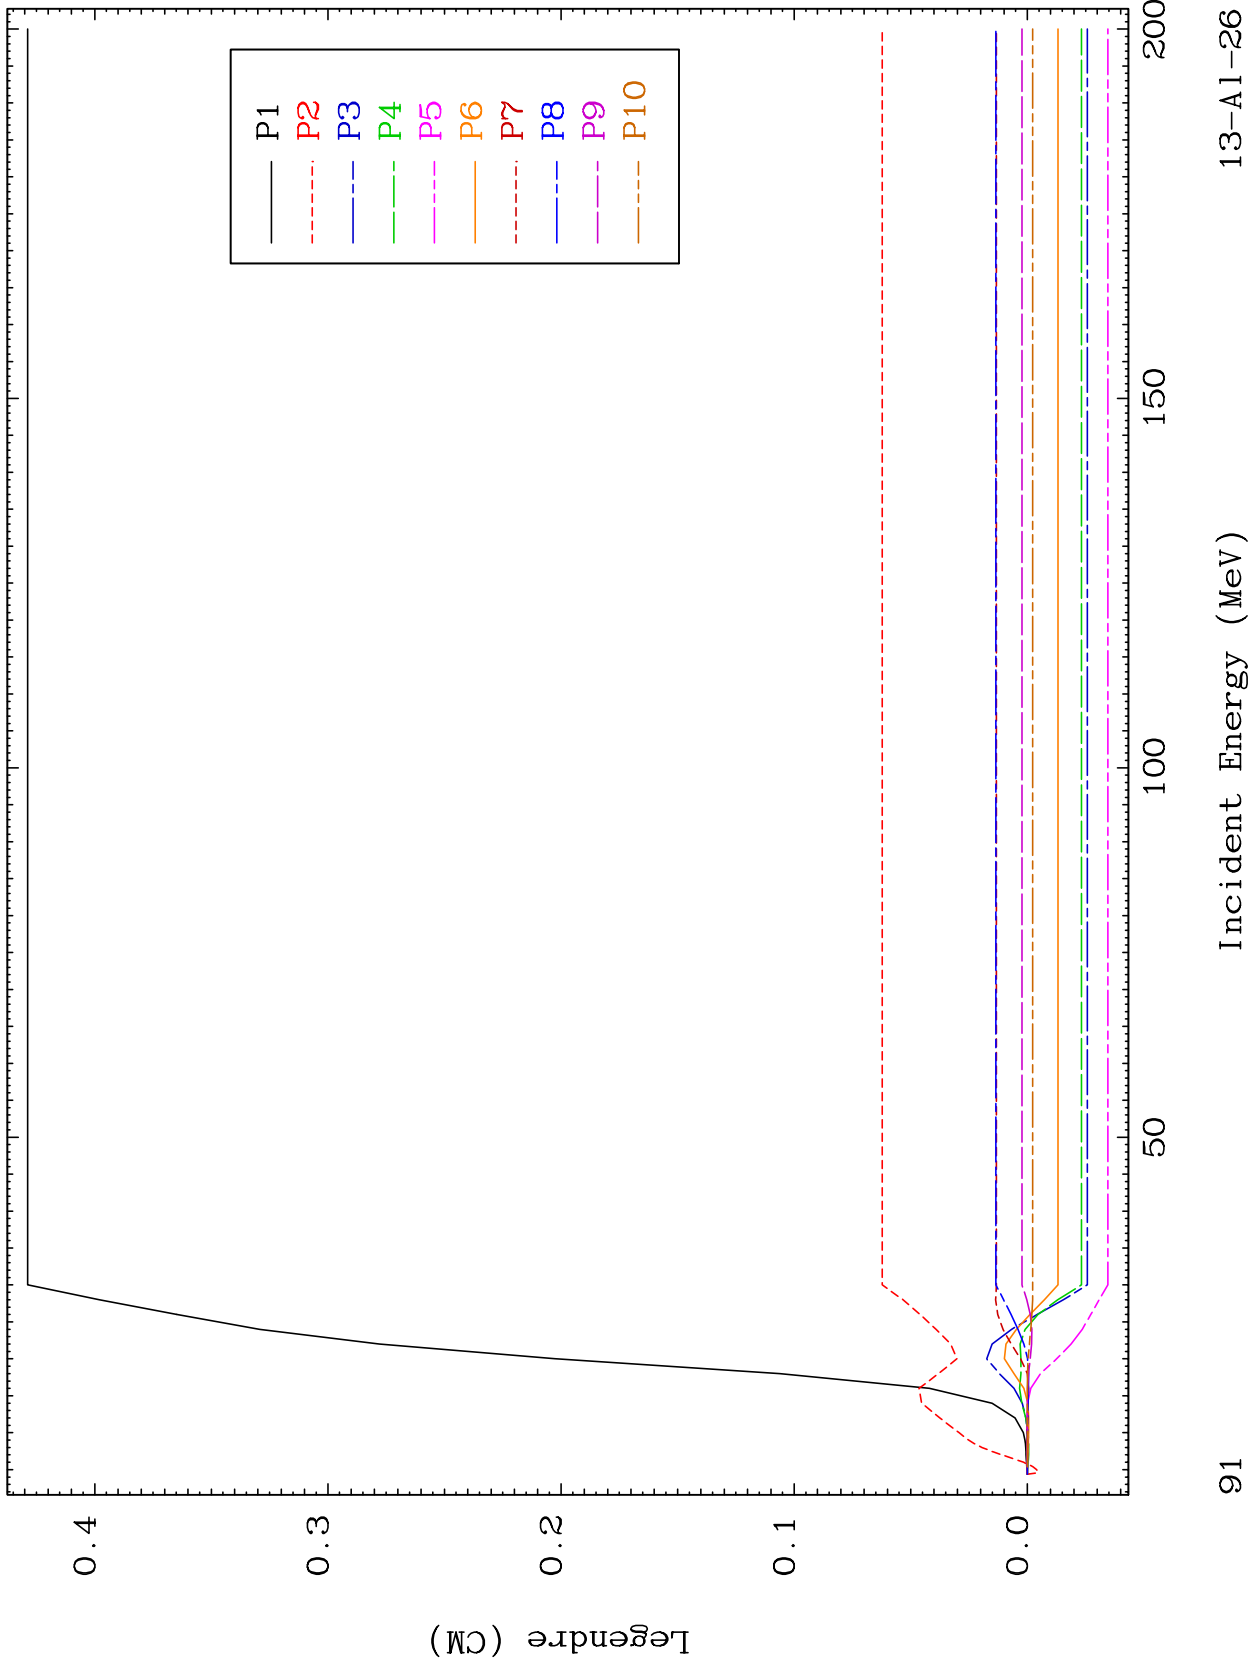 Legendre (CM)
0.4
0.3
0.2
0.1
0.0
P1
P2
P3
P4
P5
P6
P7
P8
P9
P10
50
100
150
200
91
Incident Energy (MeV)
13-Al-26